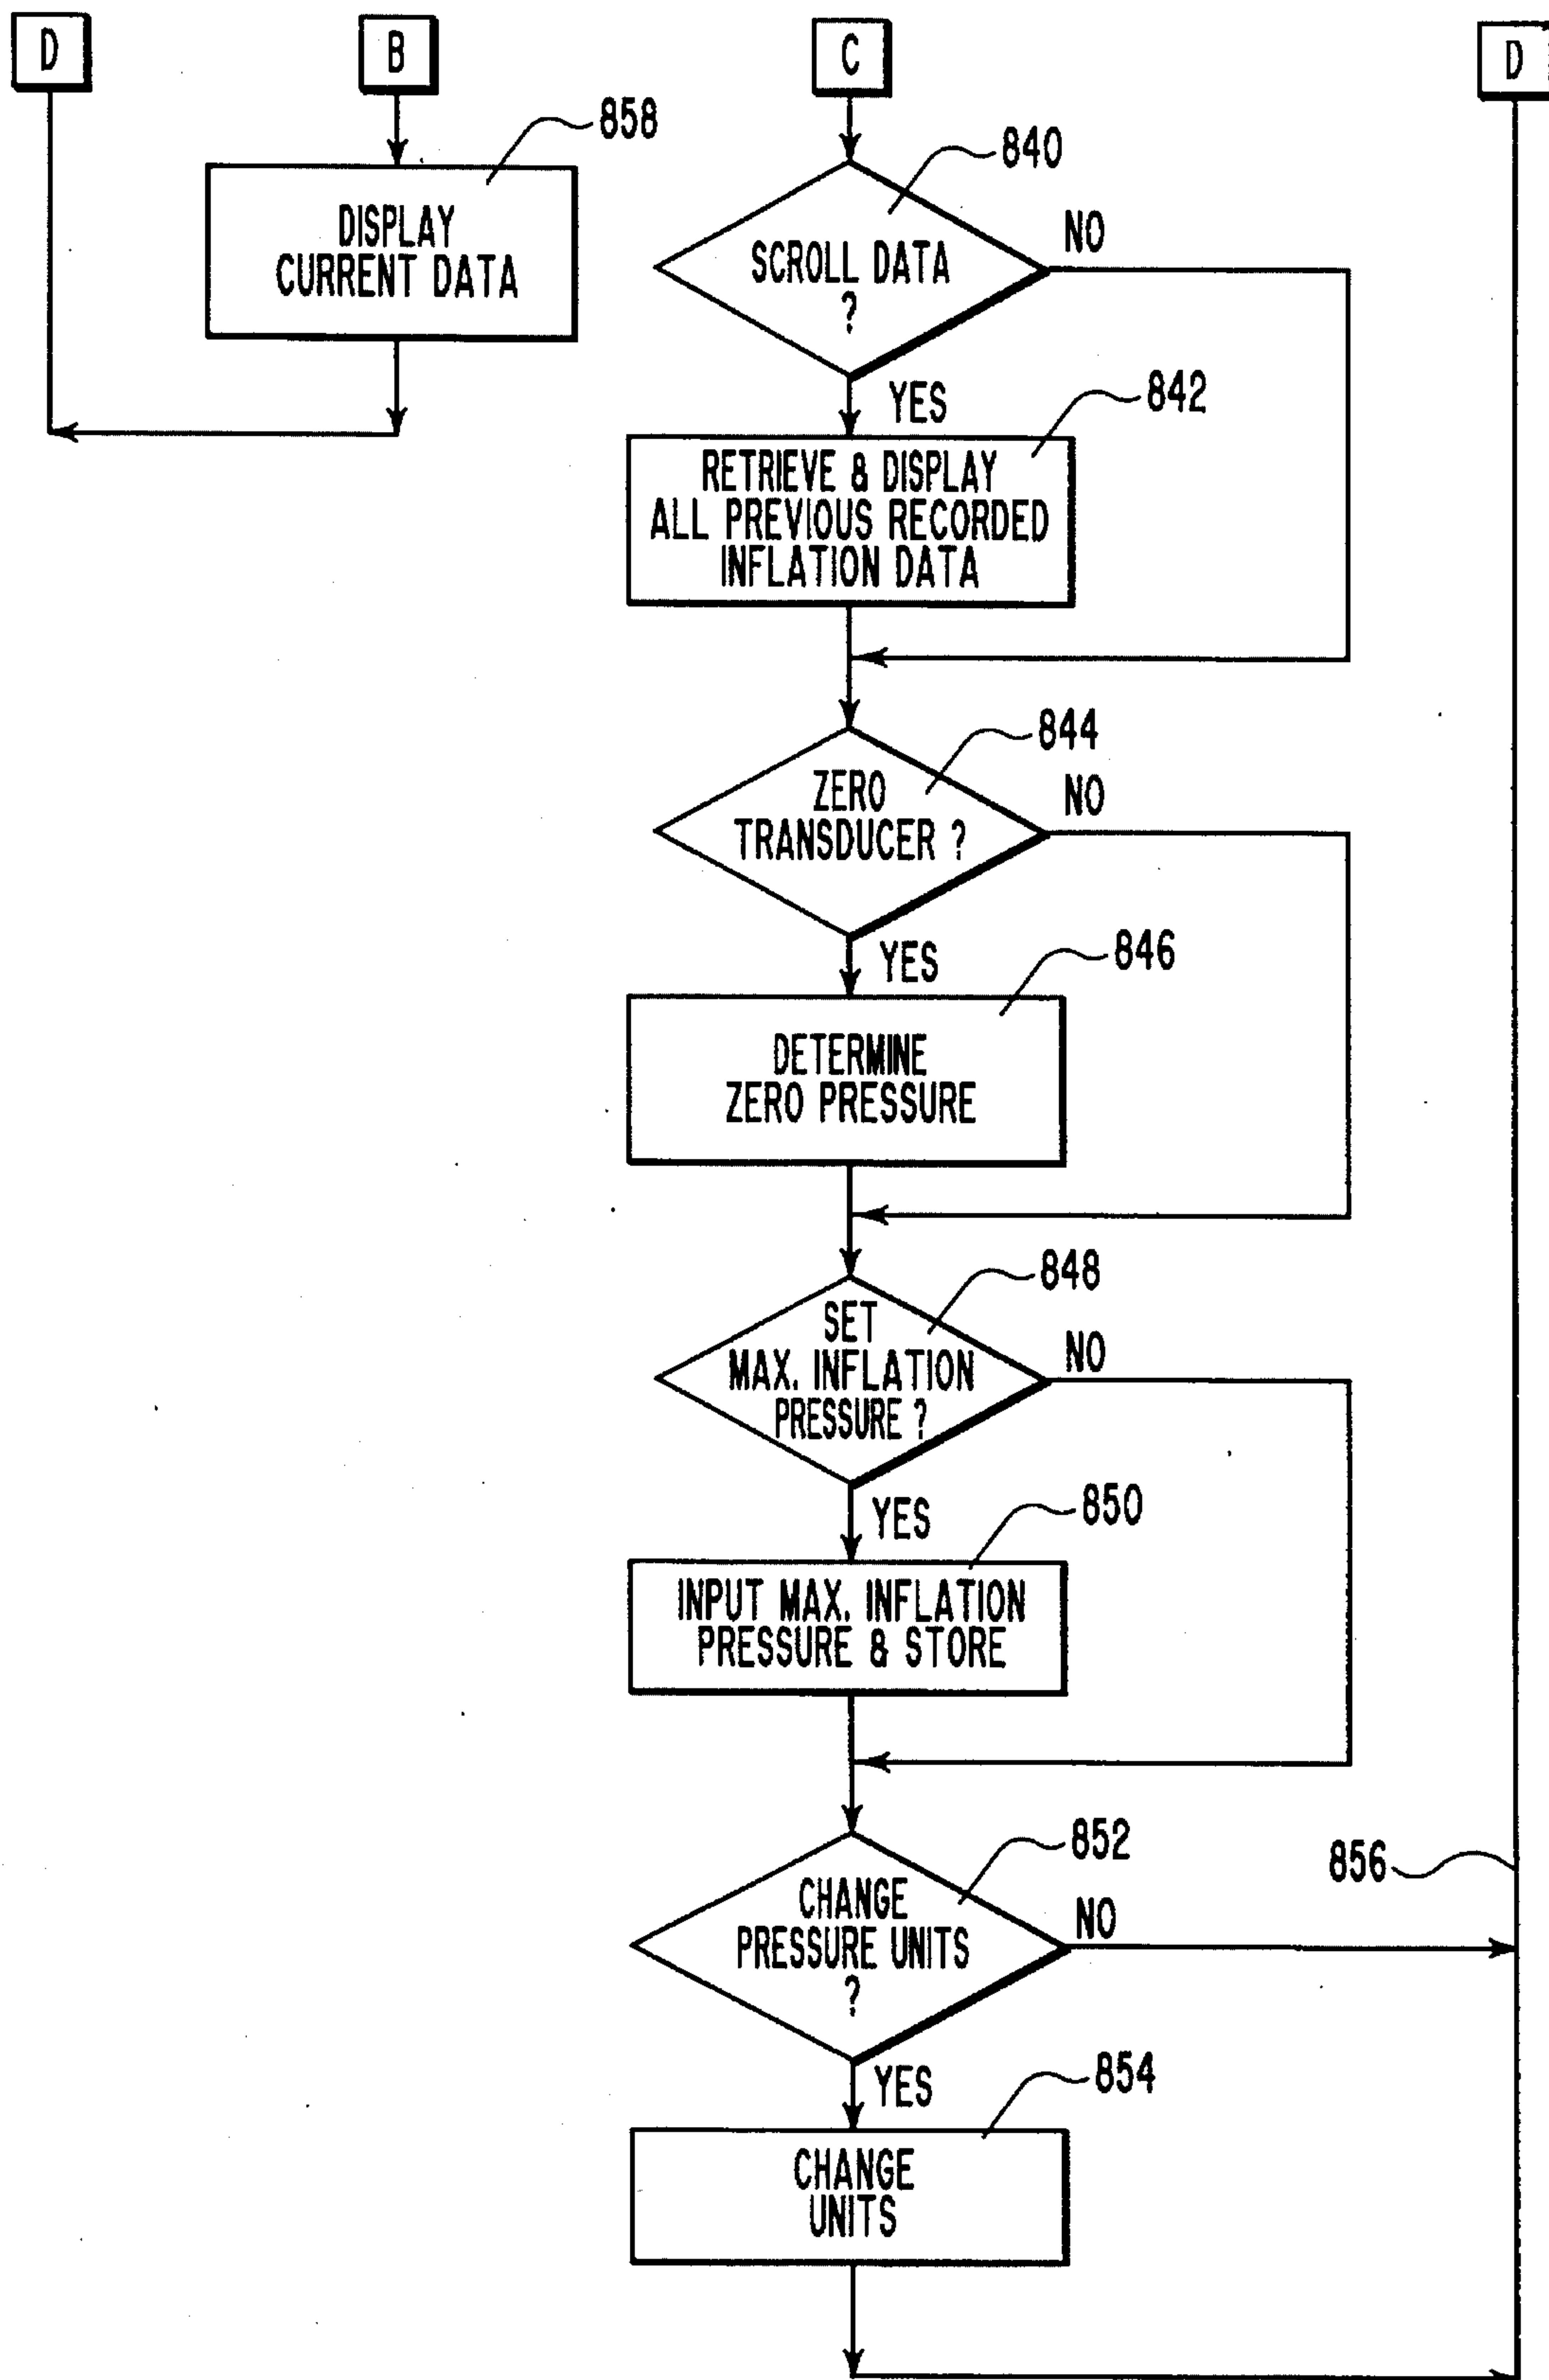 D
B
C
D
858
DISPLAY
CURRENT DATA
840
SCROLL DATA
?
NO
YES
842
RETRIEVE & DISPLAY
ALL PREVIOUS RECORDED
INFLATION DATA
844
ZERO
TRANSDUCER ?
NO
YES
846
DETERMINE
ZERO PRESSURE
848
SET
MAX. INFLATION
PRESSURE ?
NO
YES
850
INPUT MAX. INFLATION
PRESSURE & STORE
852
CHANGE
PRESSURE UNITS
?
NO
856
YES
854
CHANGE
UNITS